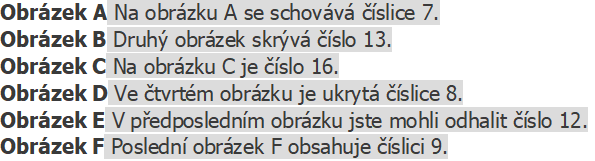 Obrázek A Na obrázku A se schovává číslice 7.
Obrázek B Druhý obrázek skrývá číslo 13.
Obrázek C Na obrázku C je číslo 16.
Obrázek D Ve čtvrtém obrázku je ukrytá číslice 8.
Obrázek E V předposledním obrázku jste mohli odhalit číslo 12.
Obrázek F Poslední obrázek F obsahuje číslici 9.